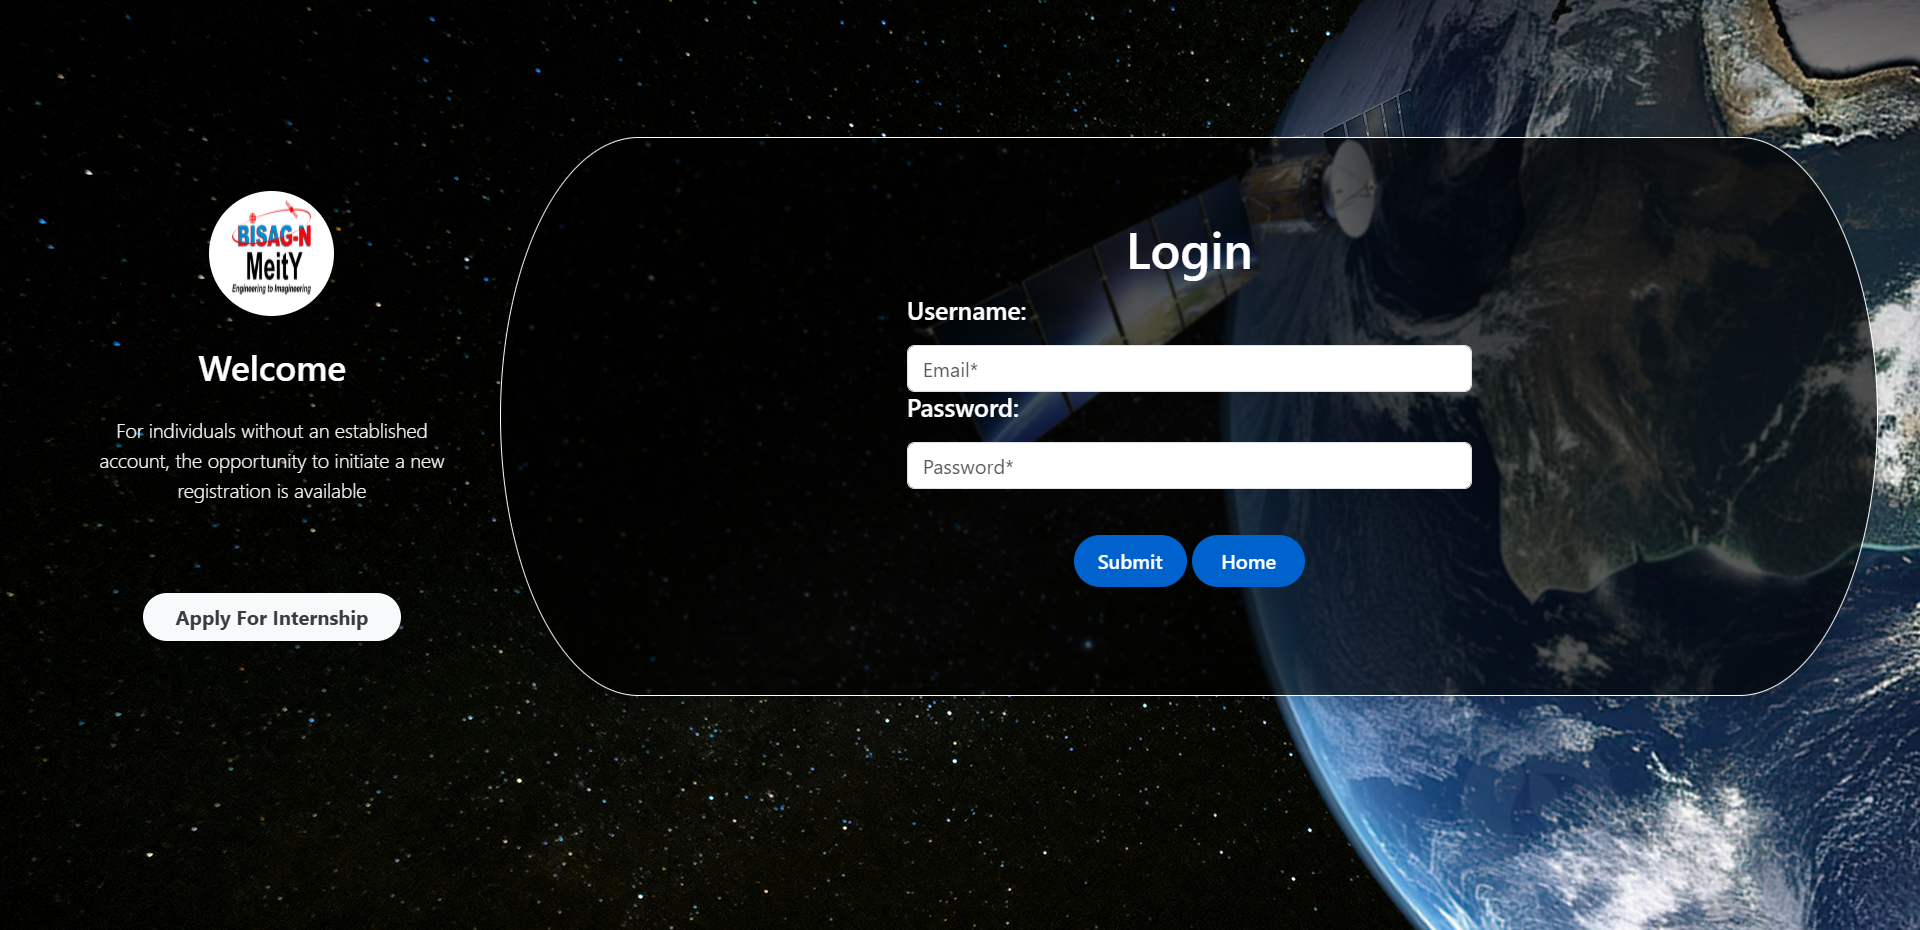 BISAG-N
MeitY
Engineering to Imagineering
Welcome
For individuals without an established
account, the opportunity to initiate a new
registration is available
Apply For Internship
Login
Username:
Email*
Password:
Password*
Submit
Home